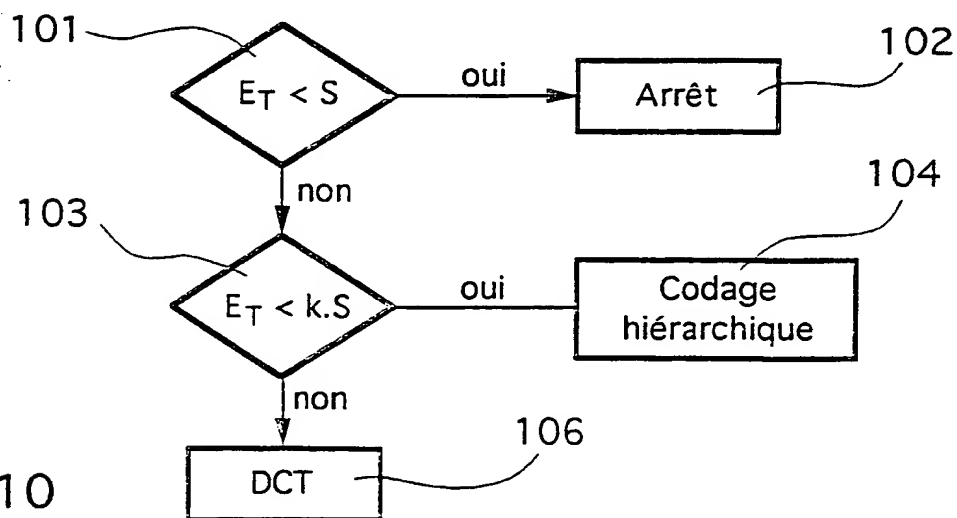 101
E_T < S
oui
Arrêt
102
non
103
104
E_T < k.S
oui
Codage
hiérarchique
non
106
DCT
10